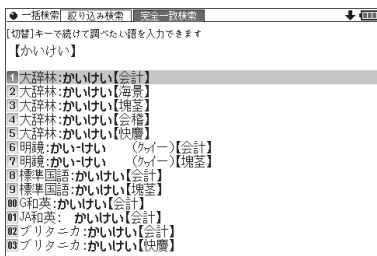 一括検索 絞り込み検索 完全一致検索
[切替]キーで続けて調べたい語を入力できます
【かいけい】
1 大辞林:かいけい【会計】
2 大辞林:かいけい【海景】
3 大辞林:かいけい【塊茎】
4 大辞林:かいけい【会稽】
5 大辞林:かいけい【快慶】
6 明鏡:かい-けい (クヮイ―)【会計】
7 明鏡:かい-けい (クヮイ―)【塊茎】
8 標準国語:かいけい【会計】
9 標準国語:かいけい【塊茎】
00 G和英:かいけい【会計】
01 JA和英: かいけい【会計】
02 ブリタニカ:かいけい【会計】
03 ブリタニカ:かいけい【快慶】